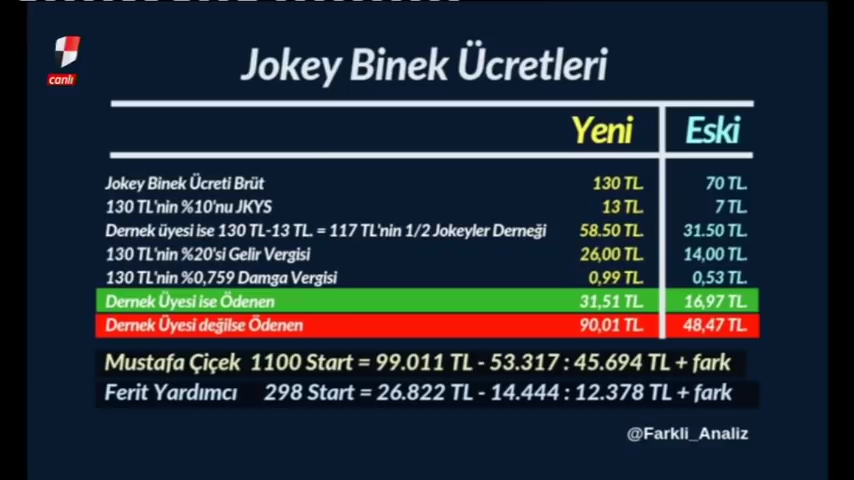 canlı
Jokey Binek Ücretleri
Yeni Eski
Jokey Binek Ücreti Brüt 130 TL. 70 TL.
130 TL'nin %10'nu JKYS 13 TL. 7 TL.
Dernek üyesi ise 130 TL-13 TL. = 117 TL'nin 1/2 Jokeyler Derneği 58.50 TL. 31.50 TL.
130 TL'nin %20'si Gelir Vergisi 26,00 TL. 14,00 TL.
130 TL'nin %0,759 Damga Vergisi 0,99 TL. 0,53 TL.
Dernek Üyesi ise Ödenen 31,51 TL. 16,97 TL.
Dernek Üyesi değilse Ödenen 90,01 TL. 48,47 TL.
Mustafa Çiçek 1100 Start = 99.011 TL - 53.317 : 45.694 TL + fark
Ferit Yardımcı 298 Start = 26.822 TL - 14.444 : 12.378 TL + fark
@Farkli_Analiz